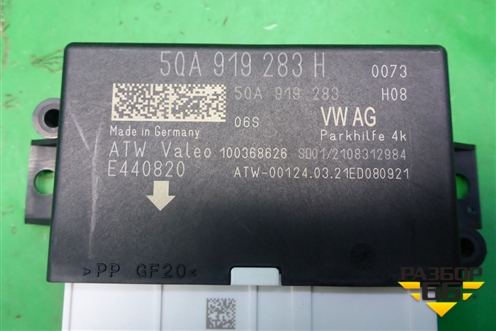 5QA 919 283 H 0073
5QA 919 283 H08
06S VW AG
Made in Germany Parkhilfe 4k
ATW Valeo 100368626 SD01/2108312984
E440820 ATW-00124.03.21ED080921
>PP GF20<
РАЗБОР